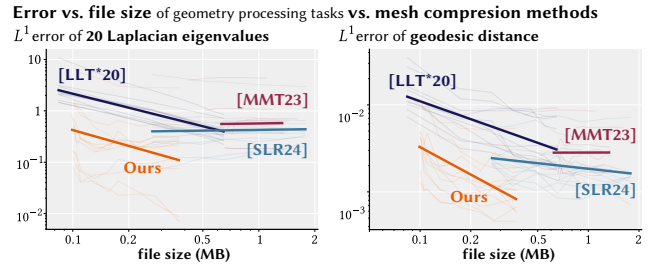 Error vs. file size of geometry processing tasks vs. mesh compresion methods
L¹ error of 20 Laplacian eigenvalues
10
1
10⁻¹
10⁻²
[LLT*20]
[MMT23]
[SLR24]
Ours
0.1 0.2 0.5 1 2
file size (MB)
L¹ error of geodesic distance
10⁻²
10⁻³
[LLT*20]
[MMT23]
[SLR24]
Ours
0.1 0.2 0.5 1 2
file size (MB)